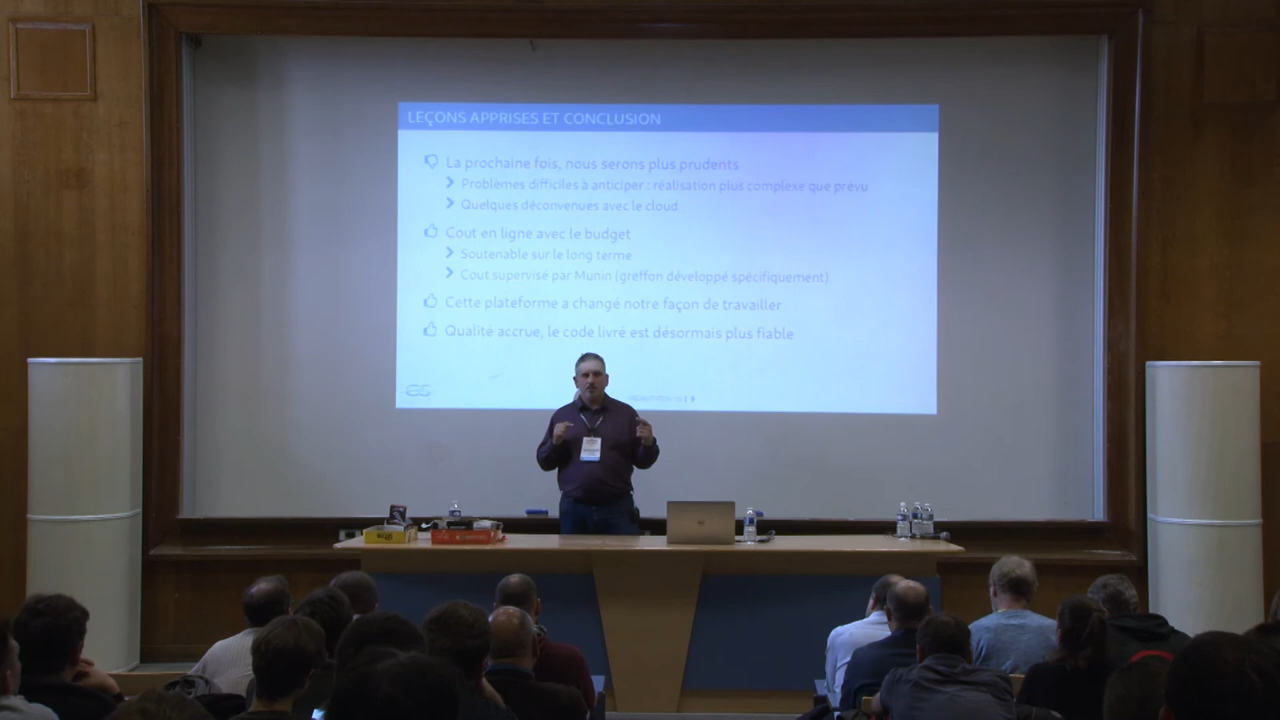 LEÇONS APPRISES ET CONCLUSION
La prochaine fois, nous serons plus prudents
Problèmes difficiles à anticiper : réalisation plus complexe que prévu
Quelques déconvenues avec le cloud
Cout en ligne avec le budget
Soutenable sur le long terme
Cout supervisé par Munin (greffon développé spécifiquement)
Cette plateforme a changé notre façon de travailler
Qualité accrue, le code livré est désormais plus fiable